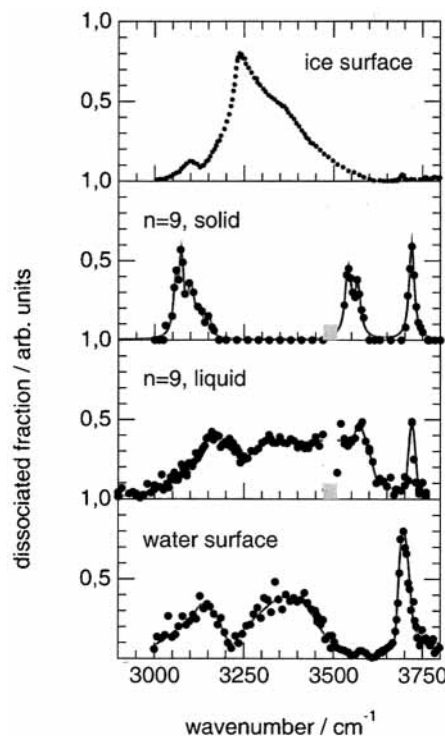 1,0
ice surface
0,5
1,0
n=9, solid
0,5
1,0
n=9, liquid
0,5
1,0
water surface
0,5
dissociated fraction / arb. units
3000 3250 3500 3750
wavenumber / cm⁻¹